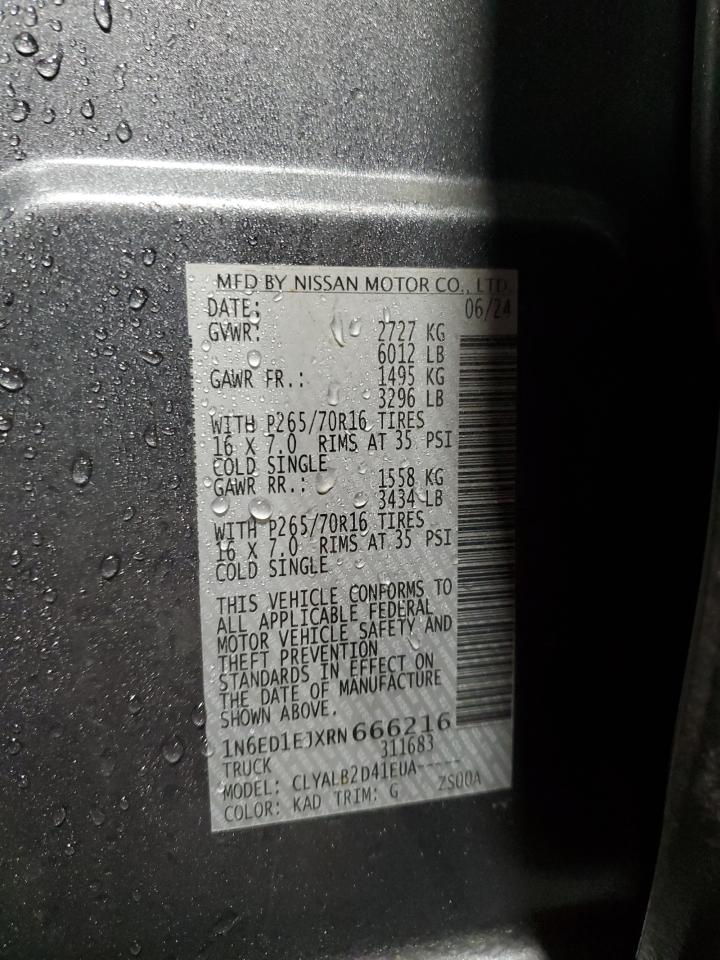 MFD BY NISSAN MOTOR CO., LTD.
DATE: 06/24
GVWR: 2727 KG
6012 LB
GAWR FR.: 1495 KG
3296 LB
WITH P265/70R16 TIRES
16 X 7.0 RIMS AT 35 PSI
COLD SINGLE
GAWR RR.: 1558 KG
3434 LB
WITH P265/70R16 TIRES
16 X 7.0 RIMS AT 35 PSI
COLD SINGLE
THIS VEHICLE CONFORMS TO
ALL APPLICABLE FEDERAL
MOTOR VEHICLE SAFETY AND
THEFT PREVENTION
STANDARDS IN EFFECT ON
THE DATE OF MANUFACTURE
SHOWN ABOVE.
1N6ED1EJXRN666216
TRUCK 311683
MODEL: CLYALB2D41EUA-----
COLOR: KAD TRIM: G ZS00A